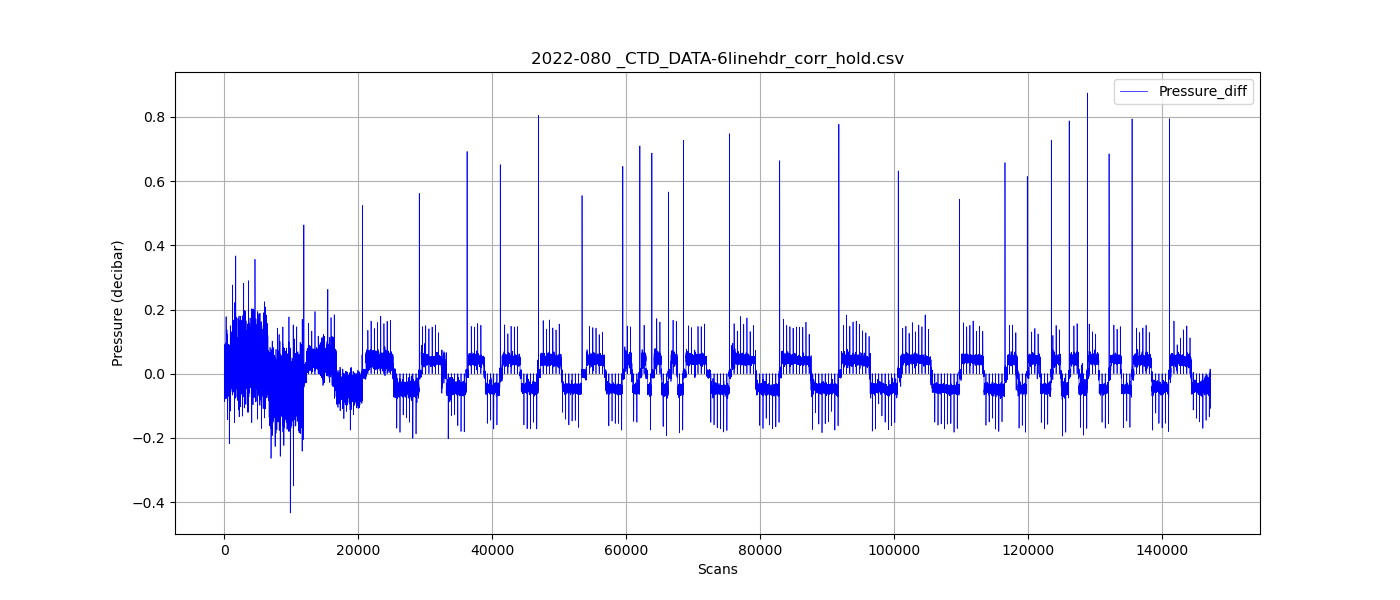 2022-080 _CTD_DATA-6linehdr_corr_hold.csv
Pressure_diff
Pressure (decibar)
0.8
0.6
0.4
0.2
0.0
−0.2
−0.4
0 20000 40000 60000 80000 100000 120000 140000
Scans